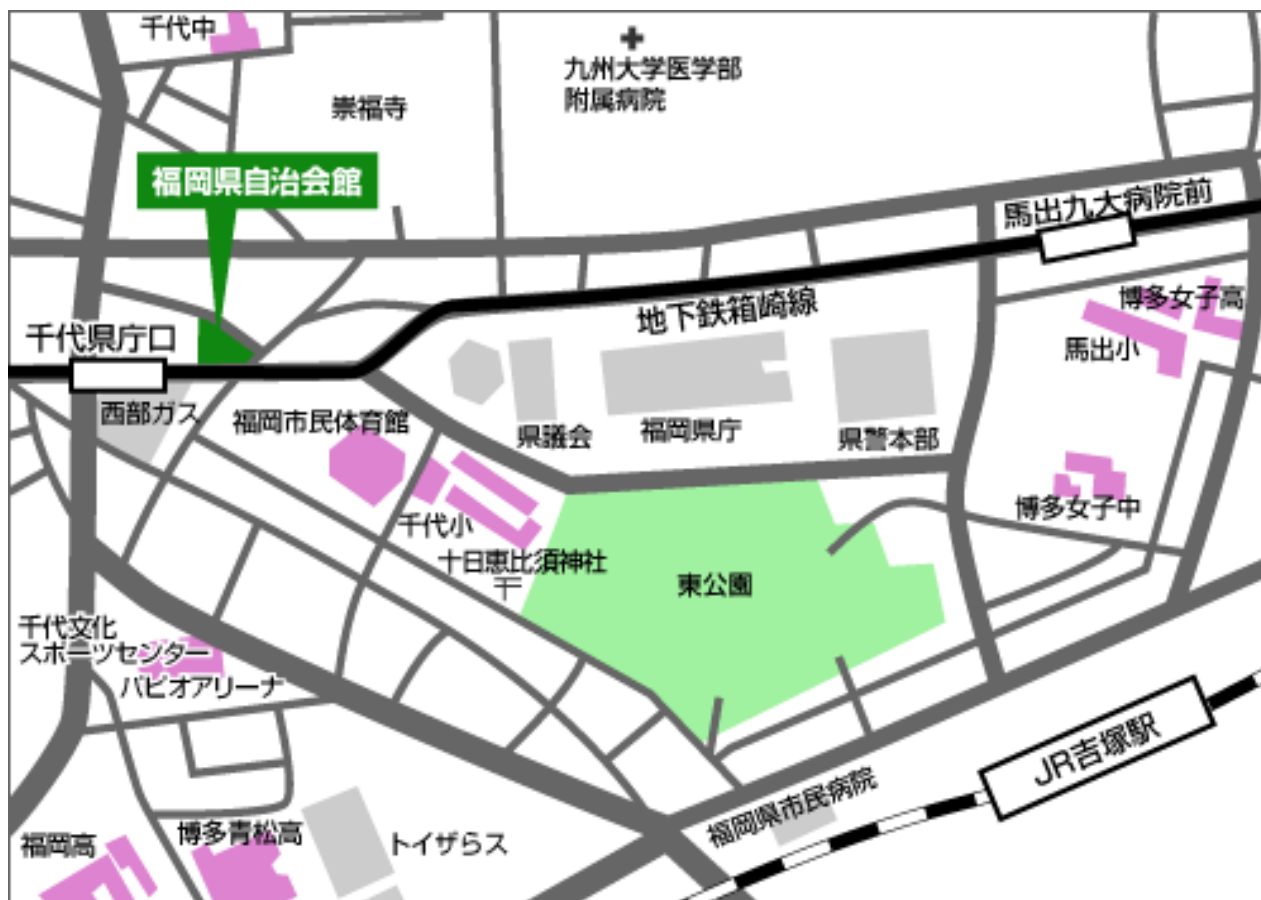 千代中
九州大学医学部
附属病院
崇福寺
福岡県自治会館
馬出九大病院前
博多女子高
地下鉄箱崎線
千代県庁口
馬出小
西部ガス
福岡市民体育館
県議会
福岡県庁
県警本部
博多女子中
千代小
十日恵比須神社
東公園
千代文化
スポーツセンター
パピオアリーナ
JR吉塚駅
福岡県市民病院
福岡高
博多青松高
トイザらス